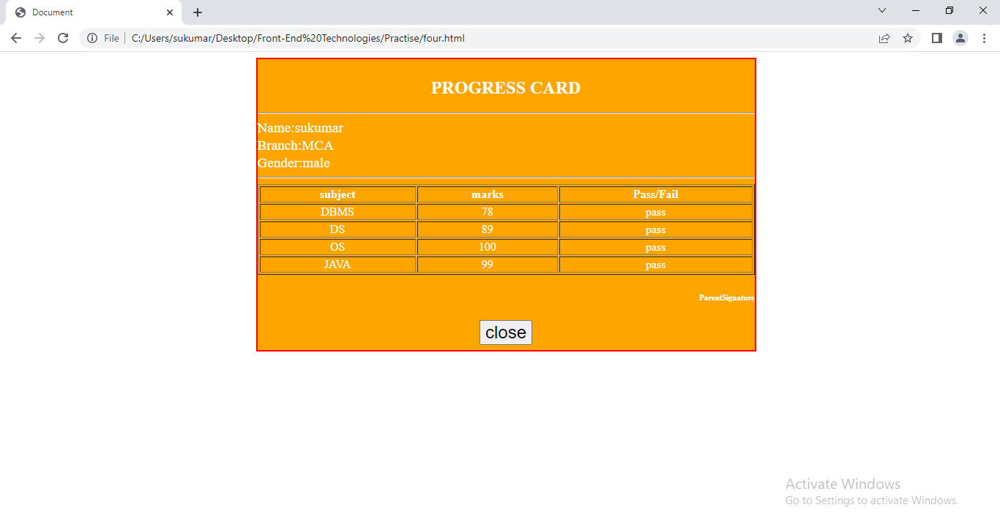 Document
File C:/Users/sukumar/Desktop/Front-End%20Technologies/Practise/four.html
PROGRESS CARD
Name:sukumar
Branch:MCA
Gender:male
subject marks Pass/Fail
DBMS 78 pass
DS 89 pass
OS 100 pass
JAVA 99 pass
ParentSignature
close
Activate Windows
Go to Settings to activate Windows.